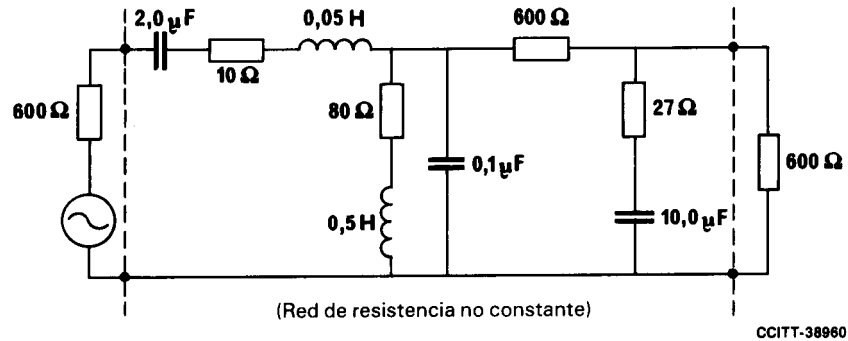 2,0 µF
0,05 H
600 Ω
10 Ω
600 Ω
80 Ω
27 Ω
0,1 µF
600 Ω
0,5 H
10,0 µF
(Red de resistencia no constante)
CCITT-38960